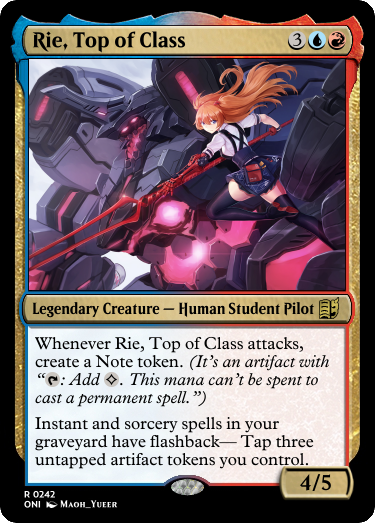 Rie, Top of Class 3
Legendary Creature — Human Student Pilot
Whenever Rie, Top of Class attacks,
create a Note token. (It's an artifact with
“: Add . This mana can't be spent to
cast a permanent spell.”)
Instant and sorcery spells in your
graveyard have flashback— Tap three
untapped artifact tokens you control.
4/5
R 0242
ONI Maoh_Yueer